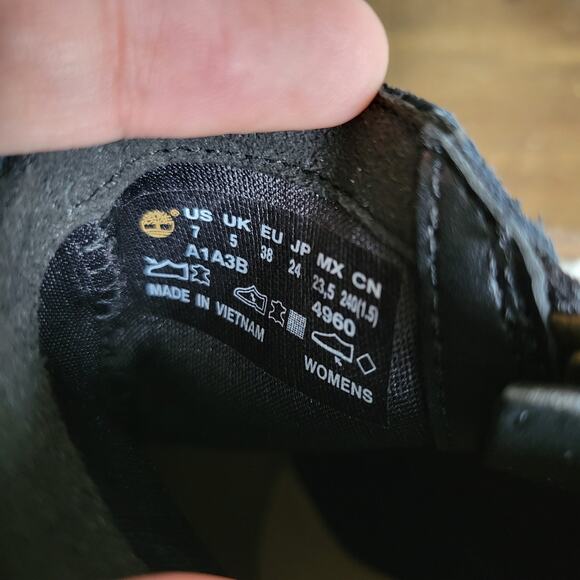 US UK EU JP MX CN
7 5 38 24 23,5 240(1.5)
A1A3B 4960
MADE IN VIETNAM
WOMENS